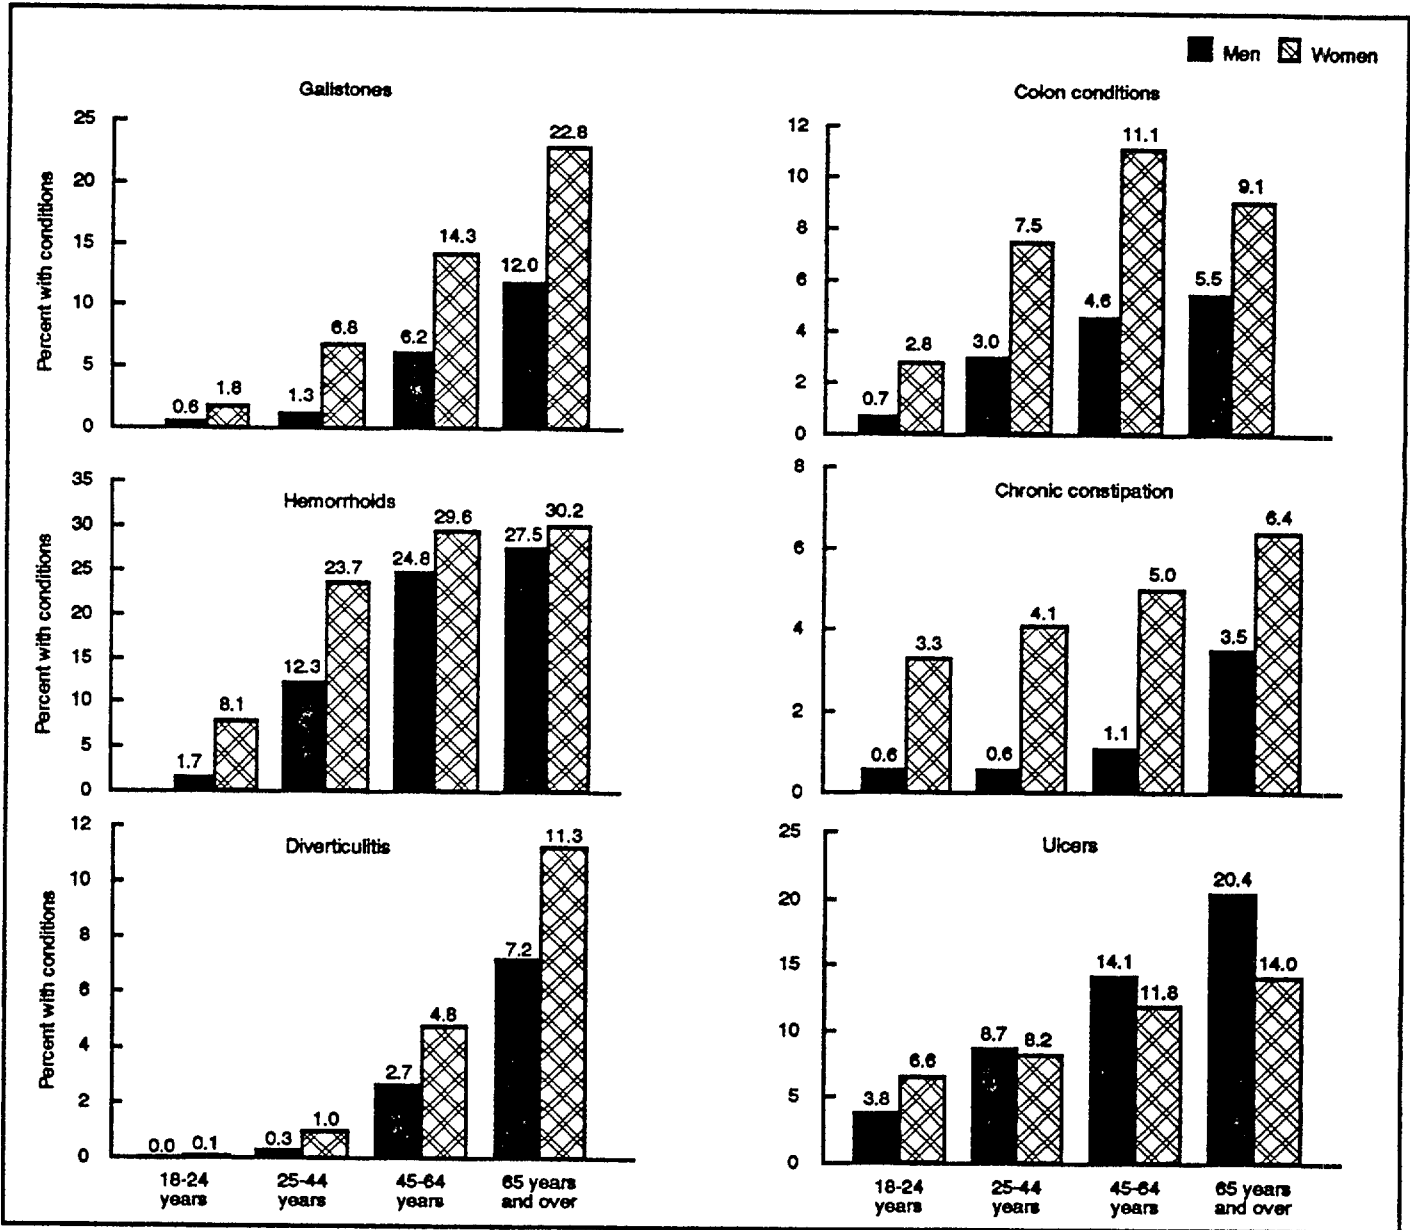 Men Women
Gallstones
Percent with conditions
25
20
15
10
5
0
0.6 1.8 1.3 6.8 6.2 14.3 12.0 22.8
Colon conditions
12
10
8
6
4
2
0
0.7 2.8 3.0 7.5 4.6 11.1 5.5 9.1
Hemorrhoids
Percent with conditions
35
30
25
20
15
10
5
0
1.7 8.1 12.3 23.7 24.8 29.6 27.5 30.2
Chronic constipation
8
6
4
2
0
0.6 3.3 0.6 4.1 1.1 5.0 3.5 6.4
Diverticulitis
Percent with conditions
12
10
8
6
4
2
0
0.0 0.1 0.3 1.0 2.7 4.8 7.2 11.3
18-24 years
25-44 years
45-64 years
65 years and over
Ulcers
25
20
15
10
5
0
3.8 6.6 8.7 8.2 14.1 11.8 20.4 14.0
18-24 years
25-44 years
45-64 years
65 years and over